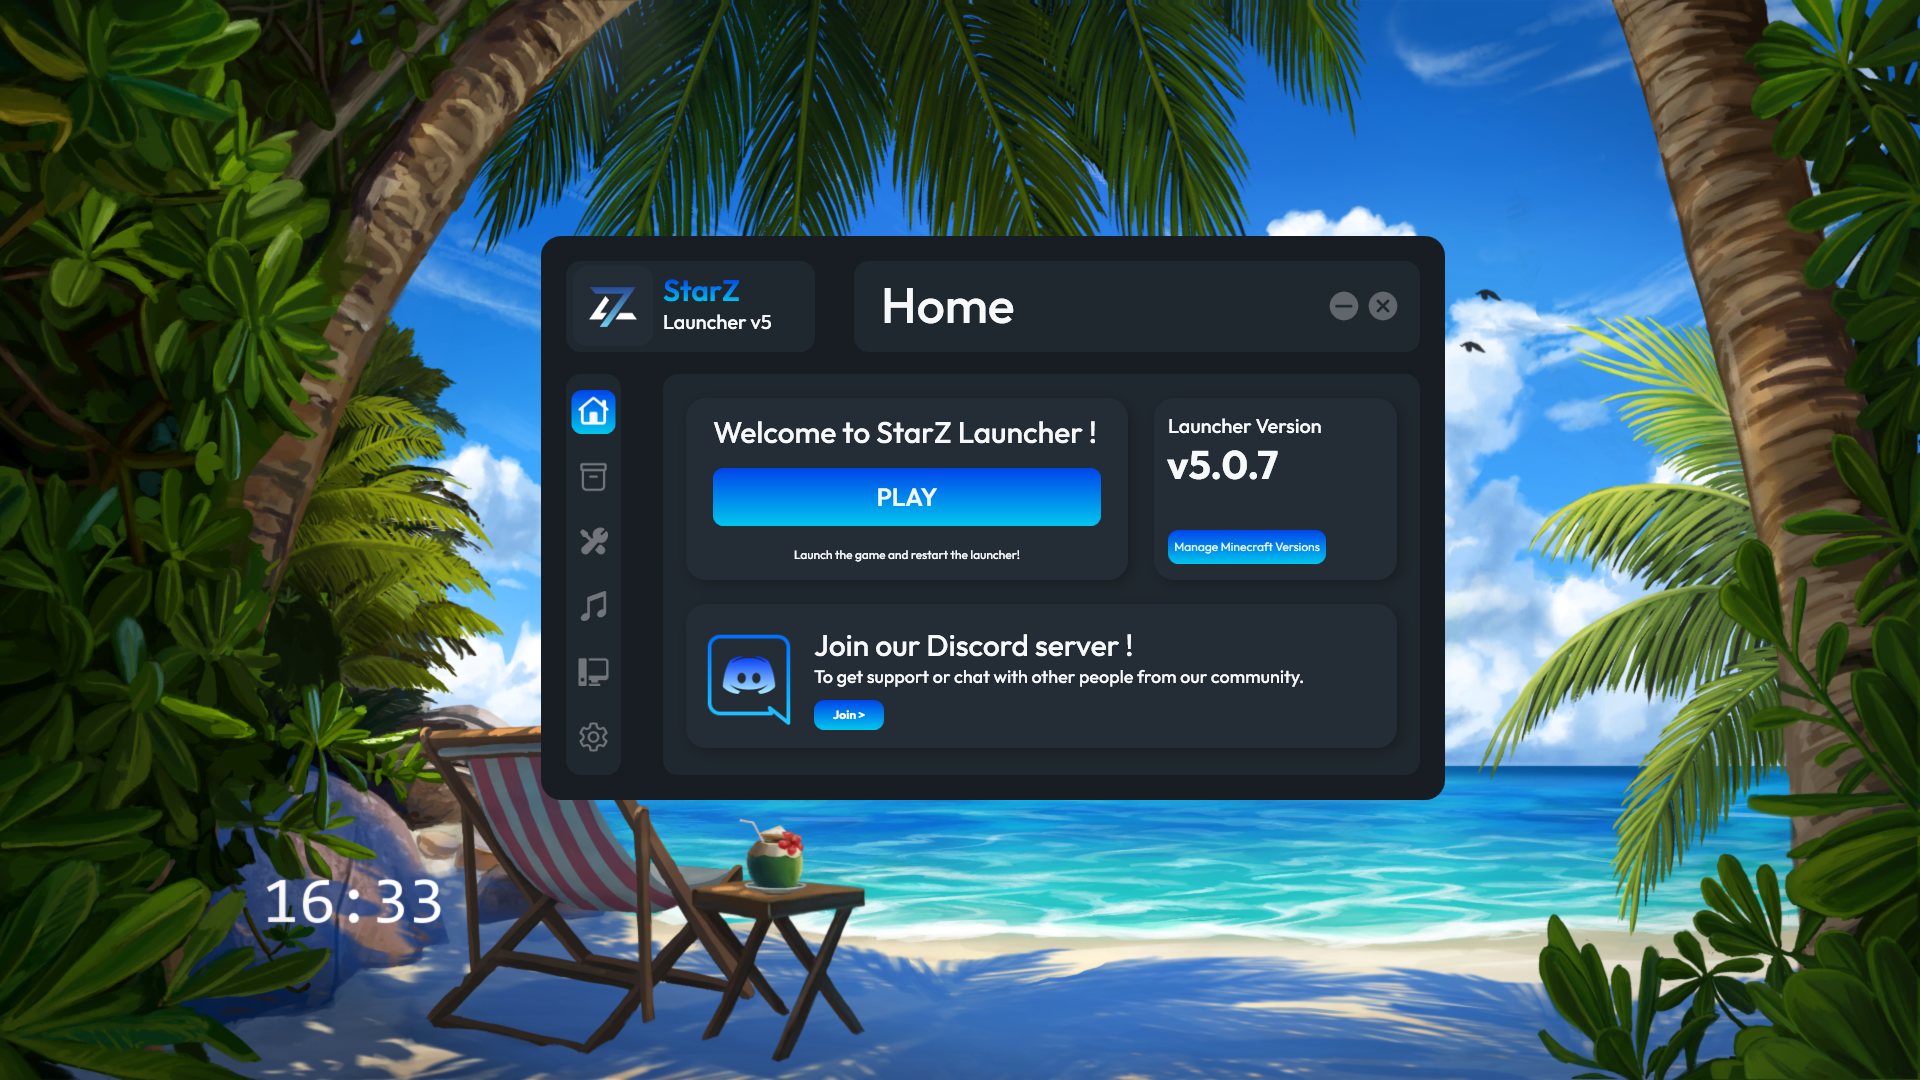 StarZ
Launcher v5
Home
Welcome to StarZ Launcher !
PLAY
Launch the game and restart the launcher!
Launcher Version
v5.0.7
Manage Minecraft Versions
Join our Discord server !
To get support or chat with other people from our community.
Join >
16:33